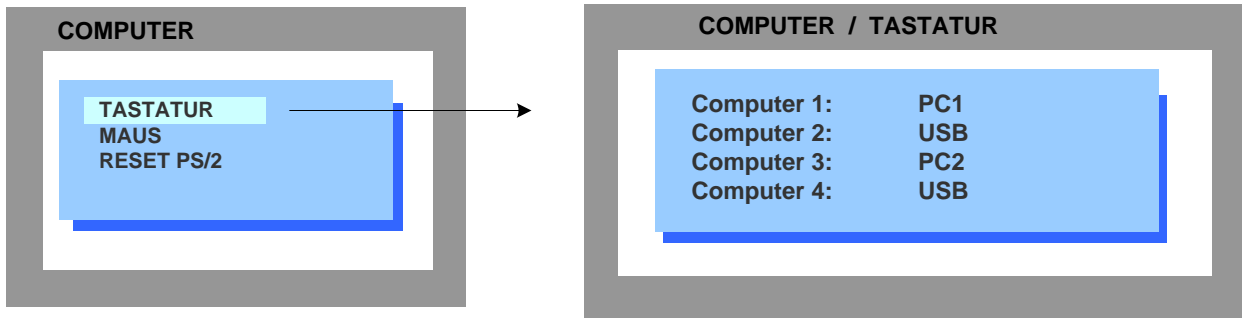 COMPUTER
TASTATUR
MAUS
RESET PS/2
COMPUTER / TASTATUR
Computer 1: PC1
Computer 2: USB
Computer 3: PC2
Computer 4: USB